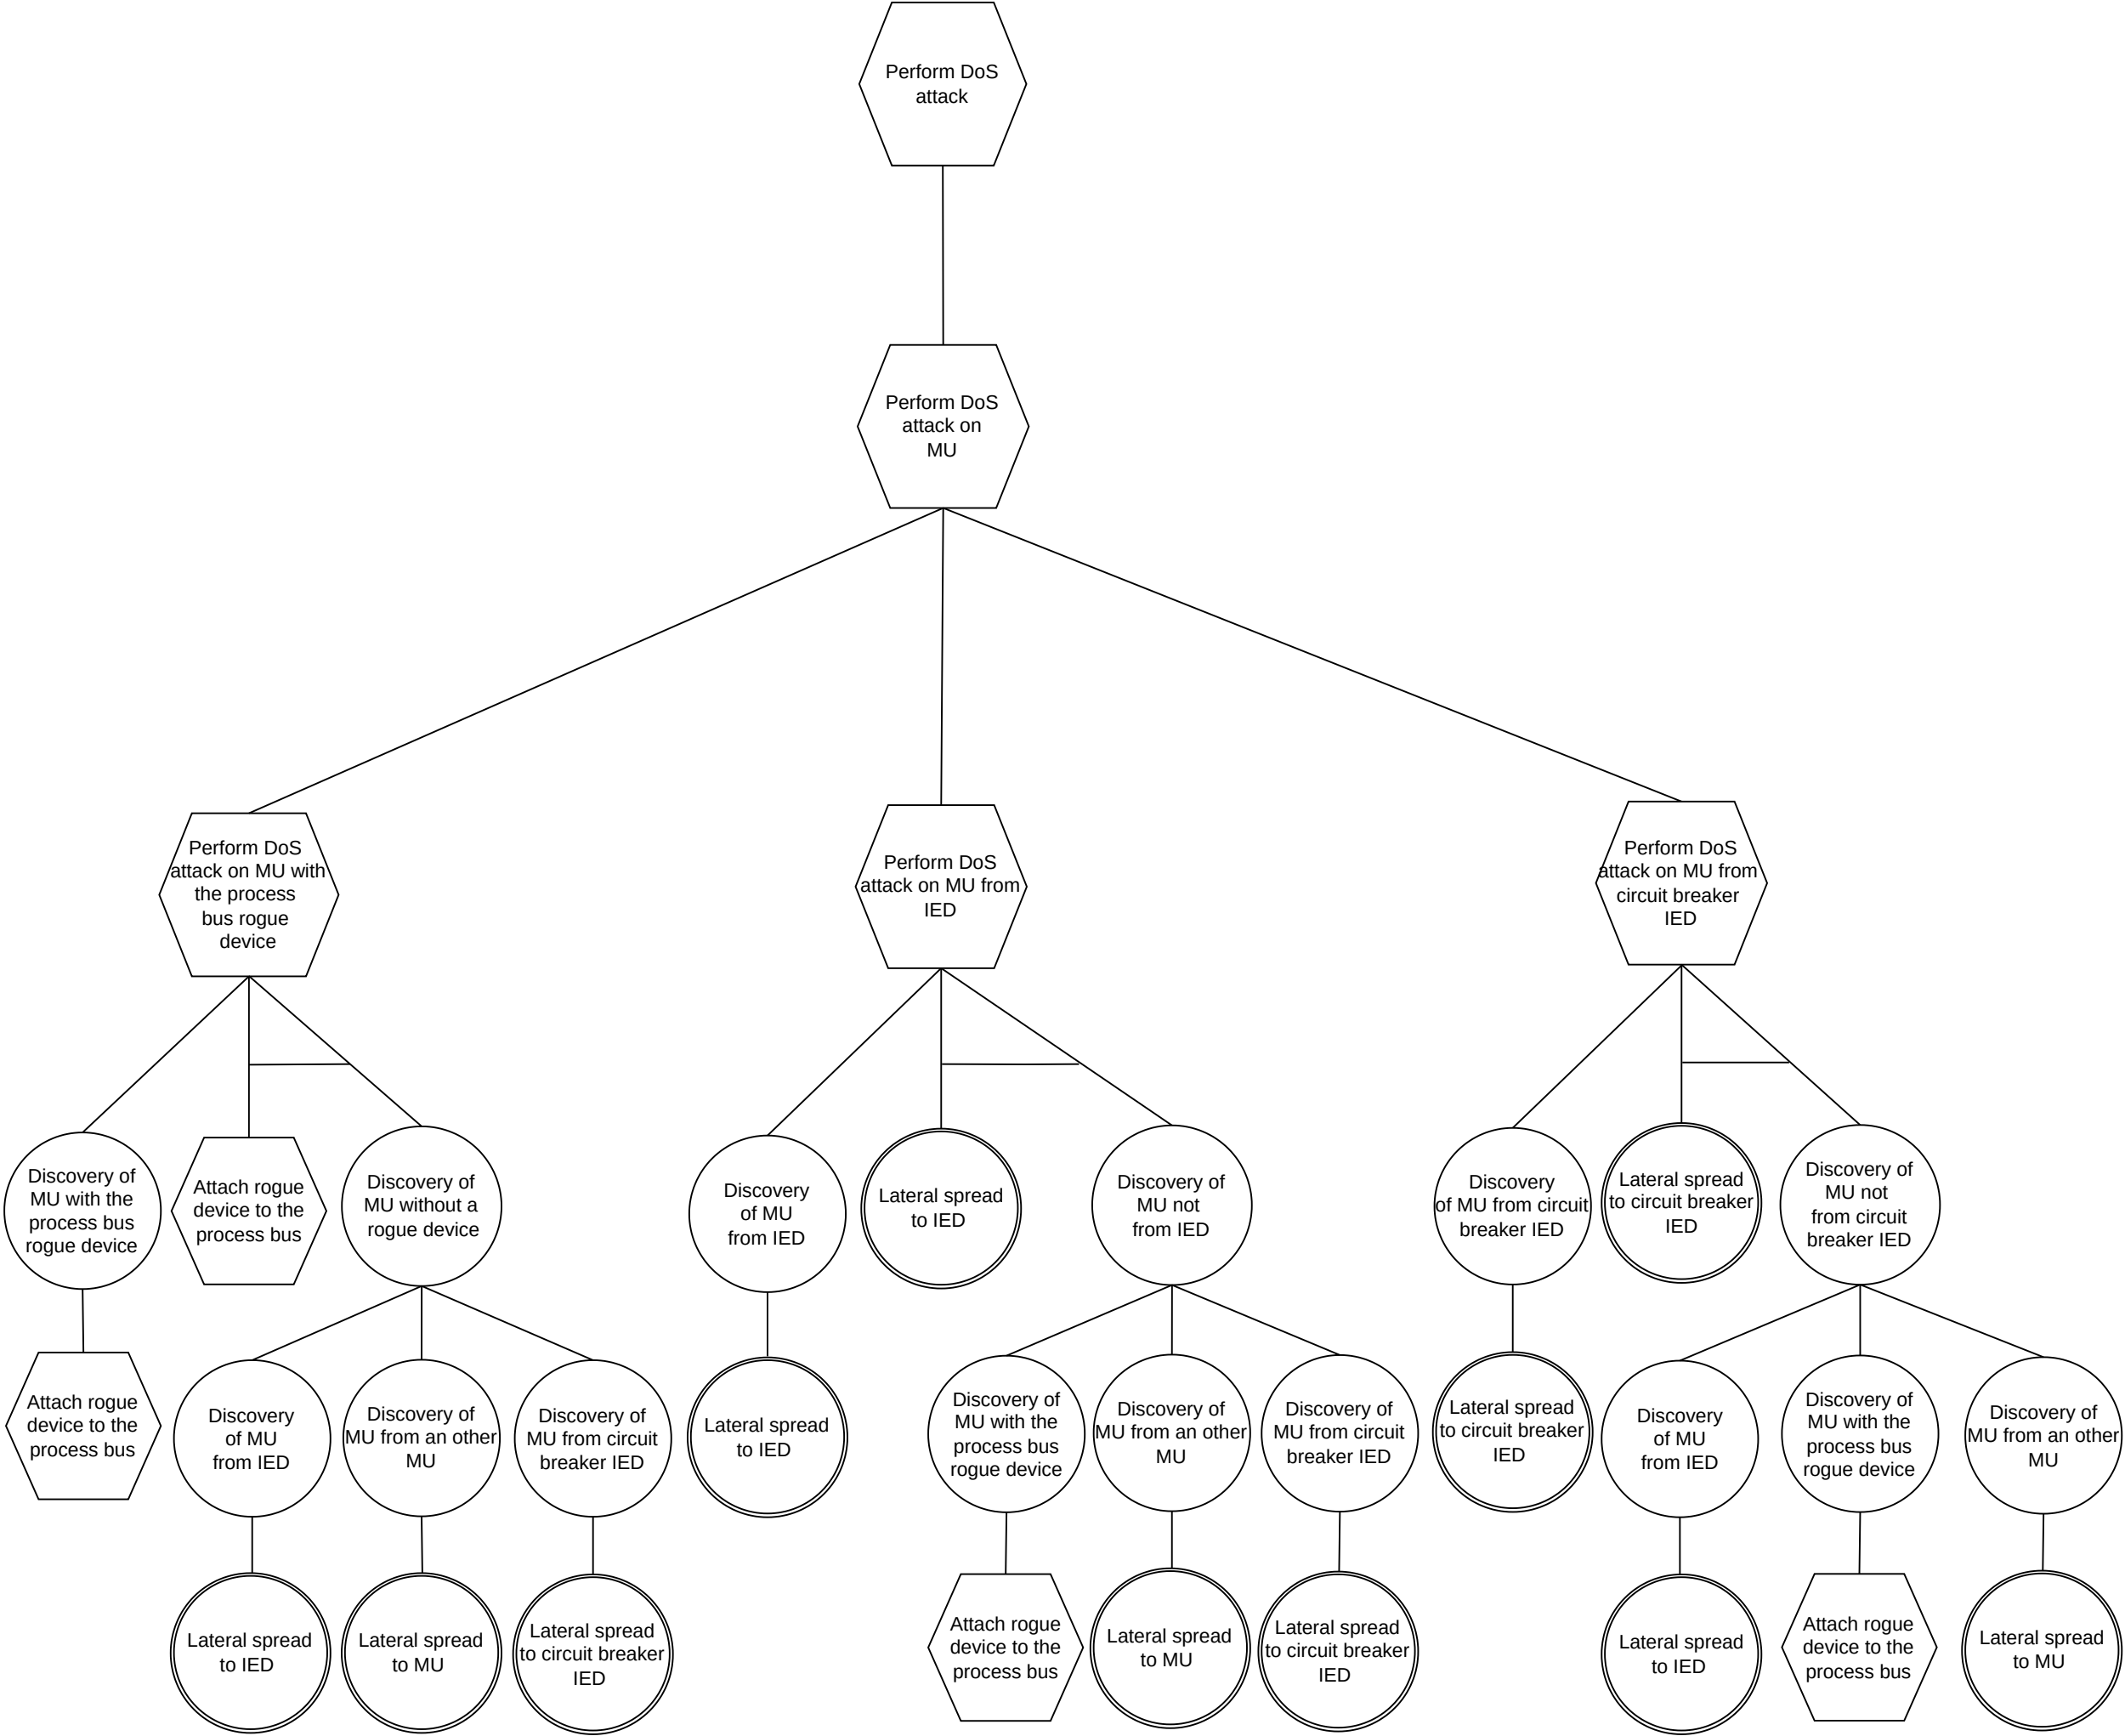 Perform DoS
attack
Perform DoS
attack on
MU
Perform DoS
attack on MU with
the process
bus rogue
device
Perform DoS
attack on MU from
IED
Perform DoS
attack on MU from
circuit breaker
IED
Discovery of
MU with the
process bus
rogue device
Attach rogue
device to the
process bus
Discovery of
MU without a
rogue device
Discovery
of MU
from IED
Lateral spread
to IED
Discovery of
MU not
from IED
Discovery
of MU from circuit
breaker IED
Lateral spread
to circuit breaker
IED
Discovery of
MU not
from circuit
breaker IED
Attach rogue
device to the
process bus
Discovery
of MU
from IED
Discovery of
MU from an other
MU
Discovery of
MU from circuit
breaker IED
Lateral spread
to IED
Discovery of
MU with the
process bus
rogue device
Discovery of
MU from an other
MU
Discovery of
MU from circuit
breaker IED
Lateral spread
to circuit breaker
IED
Discovery
of MU
from IED
Discovery of
MU with the
process bus
rogue device
Discovery of
MU from an other
MU
Lateral spread
to IED
Lateral spread
to MU
Lateral spread
to circuit breaker
IED
Attach rogue
device to the
process bus
Lateral spread
to MU
Lateral spread
to circuit breaker
IED
Lateral spread
to IED
Attach rogue
device to the
process bus
Lateral spread
to MU